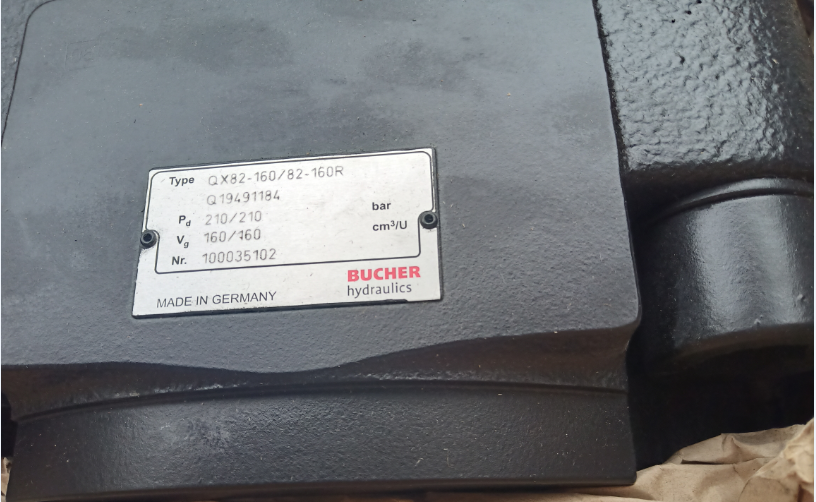 Type QX82-160/82-160R
Q19491184
Pd 210/210 bar
Vg 160/160 cm³/U
Nr. 100035102
BUCHER
hydraulics
MADE IN GERMANY